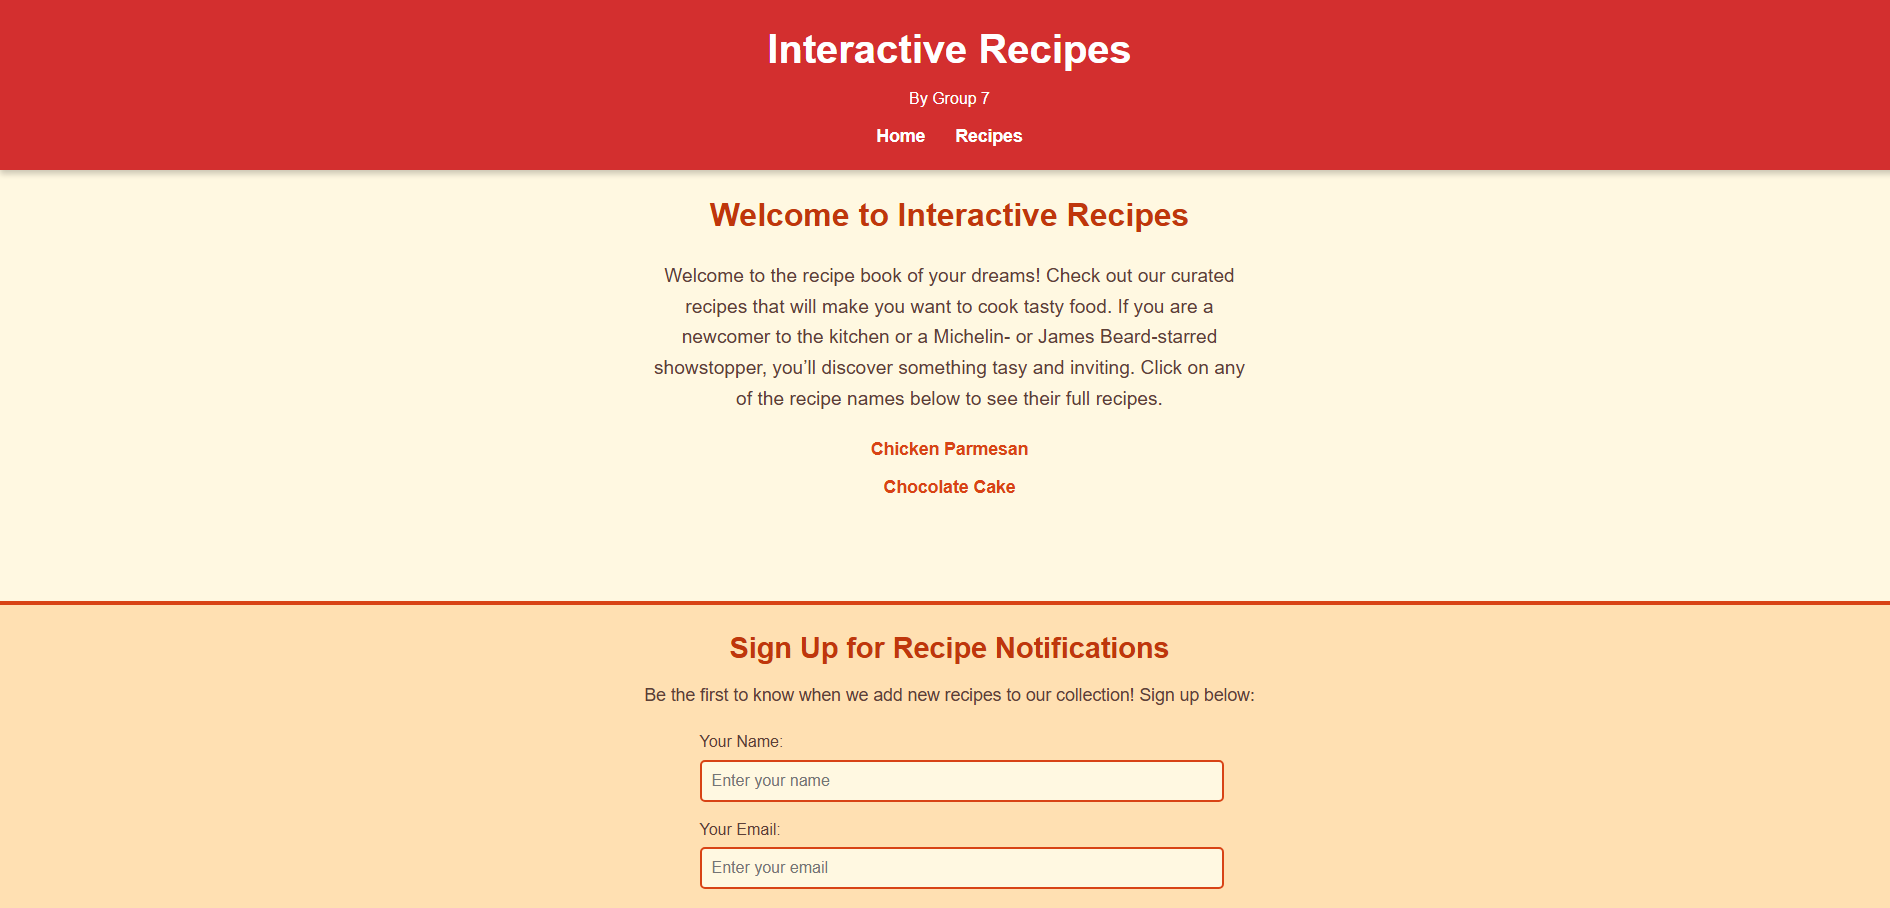 Interactive Recipes
By Group 7
Home Recipes
Welcome to Interactive Recipes
Welcome to the recipe book of your dreams! Check out our curated
recipes that will make you want to cook tasty food. If you are a
newcomer to the kitchen or a Michelin- or James Beard-starred
showstopper, you’ll discover something tasy and inviting. Click on any
of the recipe names below to see their full recipes.
Chicken Parmesan
Chocolate Cake
Sign Up for Recipe Notifications
Be the first to know when we add new recipes to our collection! Sign up below:
Your Name:
Enter your name
Your Email:
Enter your email